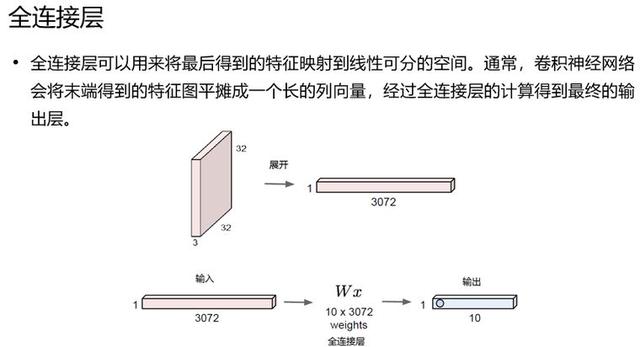 全连接层
• 全连接层可以用来将最后得到的特征映射到线性可分的空间。通常，卷积神经网络
会将末端得到的特征图平摊成一个长的列向量，经过全连接层的计算得到最终的输
出层。
32
展开
1
3072
32
3
输入
Wx
输出
1
10 x 3072
1
3072
weights
10
全连接层